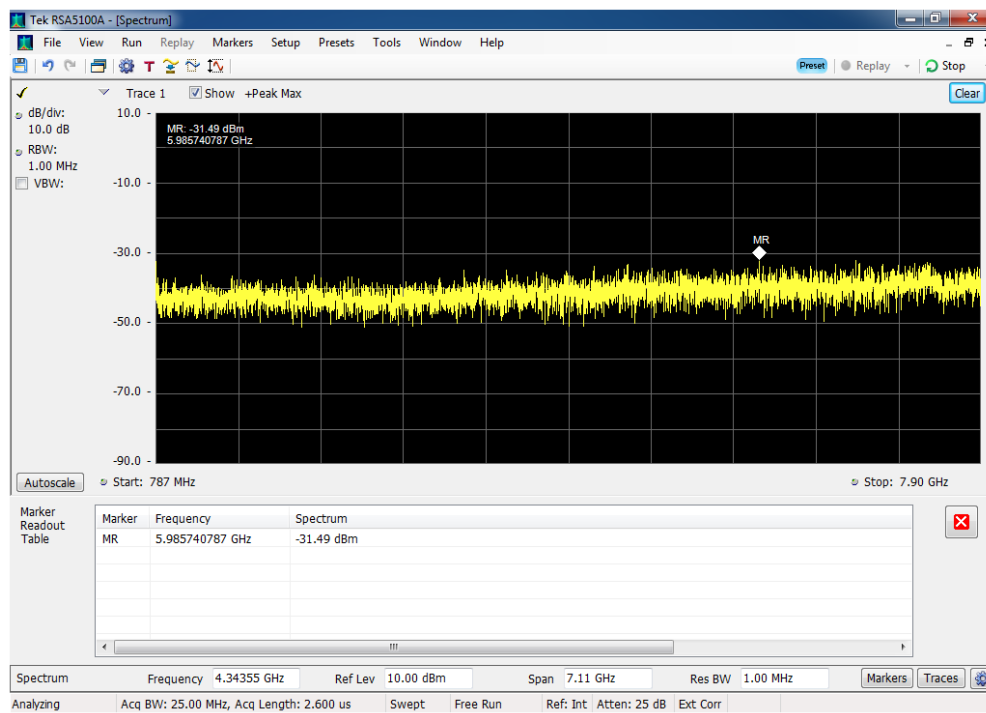 Tek RSA5100A - [Spectrum]
File View Run Replay Markers Setup Presets Tools Window Help
T Preset Replay Stop
Trace 1 Show +Peak Max Clear
dB/div:
10.0 dB
RBW:
1.00 MHz
VBW:
10.0
-10.0
-30.0
-50.0
-70.0
-90.0
MR: -31.49 dBm
5.985740787 GHz
MR
Autoscale Start: 787 MHz Stop: 7.90 GHz
Marker
Readout
Table
Marker Frequency Spectrum
MR 5.985740787 GHz -31.49 dBm
Spectrum Frequency 4.34355 GHz Ref Lev 10.00 dBm Span 7.11 GHz Res BW 1.00 MHz Markers Traces
Analyzing Acq BW: 25.00 MHz, Acq Length: 2.600 us Swept Free Run Ref: Int Atten: 25 dB Ext Corr